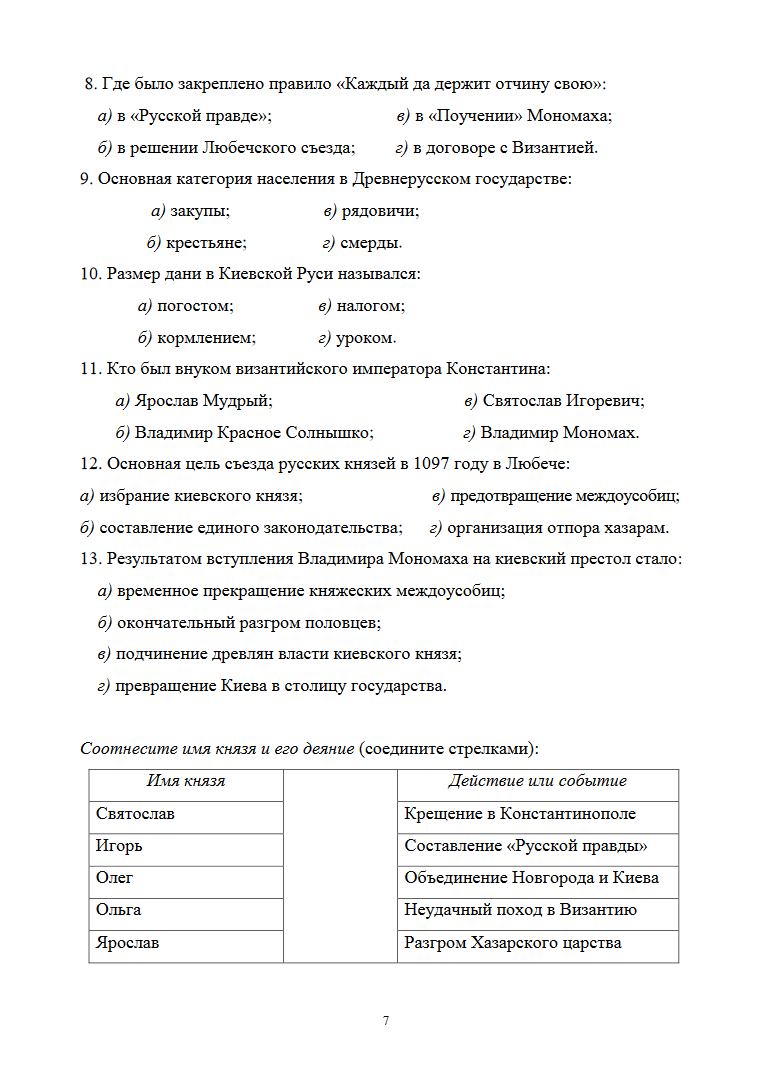 8. Где было закреплено правило «Каждый да держит отчину свою»:
а) в «Русской правде»; в) в «Поучении» Мономаха;
б) в решении Любечского съезда; г) в договоре с Византией.
9. Основная категория населения в Древнерусском государстве:
а) закупы; в) рядовичи;
б) крестьяне; г) смерды.
10. Размер дани в Киевской Руси назывался:
а) погостом; в) налогом;
б) кормлением; г) уроком.
11. Кто был внуком византийского императора Константина:
а) Ярослав Мудрый; в) Святослав Игоревич;
б) Владимир Красное Солнышко; г) Владимир Мономах.
12. Основная цель съезда русских князей в 1097 году в Любече:
а) избрание киевского князя; в) предотвращение междоусобиц;
б) составление единого законодательства; г) организация отпора хазарам.
13. Результатом вступления Владимира Мономаха на киевский престол стало:
а) временное прекращение княжеских междоусобиц;
б) окончательный разгром половцев;
в) подчинение древлян власти киевского князя;
г) превращение Киева в столицу государства.
Соотнесите имя князя и его деяние (соедините стрелками):
Имя князя Действие или событие
Святослав Крещение в Константинополе
Игорь Составление «Русской правды»
Олег Объединение Новгорода и Киева
Ольга Неудачный поход в Византию
Ярослав Разгром Хазарского царства
7